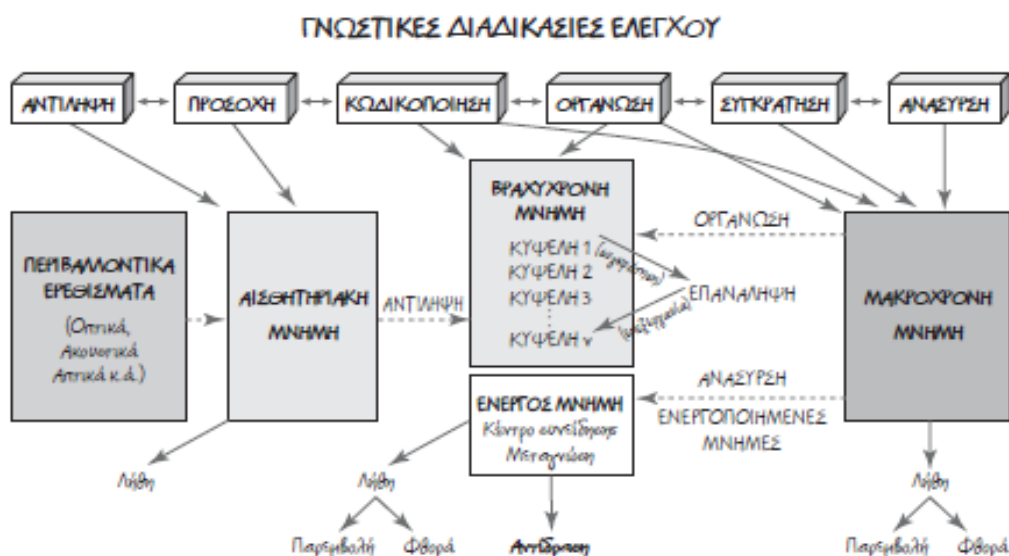 ΓΝΩΣΤΙΚΕΣ ΔΙΑΔΙΚΑΣΙΕΣ ΕΛΕΓΧΟΥ
ΑΝΤΙΛΗΨΗ
ΠΡΟΣΟΧΗ
ΚΩΔΙΚΟΠΟΙΗΣΗ
ΟΡΓΑΝΩΣΗ
ΣΥΓΚΡΑΤΗΣΗ
ΑΝΑΣΥΡΣΗ
ΠΕΡΙΒΑΛΛΟΝΤΙΚΑ
ΕΡΕΘΙΣΜΑΤΑ
(Οπτικά,
Ακουστικά
Απτικά κ.ά.)
ΑΙΣΘΗΤΗΡΙΑΚΗ
ΜΝΗΜΗ
ΑΝΤΙΛΗΨΗ
ΒΡΑΧΥΧΡΟΝΗ
ΜΝΗΜΗ
ΚΥΨΕΛΗ 1
ΚΥΨΕΛΗ 2
ΚΥΨΕΛΗ 3
ΚΥΨΕΛΗ ν
(επεξεργασία)
ΕΠΑΝΑΛΗΨΗ
ΟΡΓΑΝΩΣΗ
ΜΑΚΡΟΧΡΟΝΗ
ΜΝΗΜΗ
ΕΝΕΡΓΟΣ ΜΝΗΜΗ
Κέντρο συνείδησης
Μεταγνώση
ΑΝΑΣΥΡΣΗ
ΕΝΕΡΓΟΠΟΙΗΜΕΝΕΣ
ΜΝΗΜΕΣ
Λήθη
Λήθη
Παρεμβολή
Φθορά
Αντίδραση
Λήθη
Παρεμβολή
Φθορά